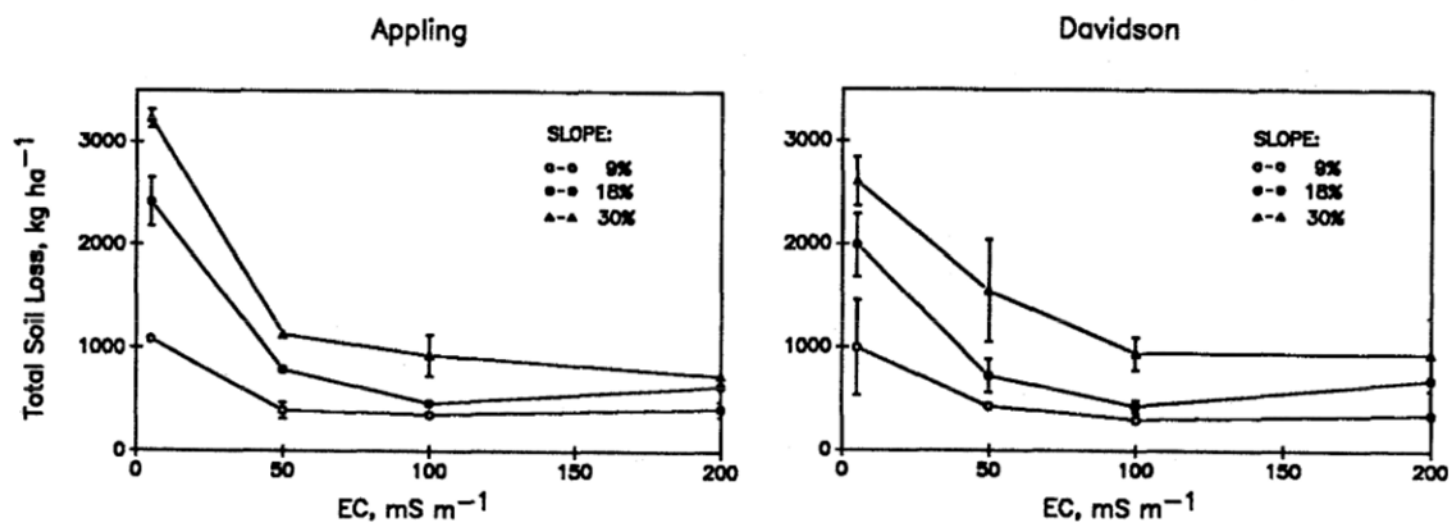 Appling
Total Soil Loss, kg ha⁻¹
3000
2000
1000
0
SLOPE:
o-o 9%
●-● 18%
▲-▲ 30%
0 50 100 150 200
EC, mS m⁻¹
Davidson
3000
2000
1000
0
SLOPE:
o-o 9%
●-● 18%
▲-▲ 30%
0 50 100 150 200
EC, mS m⁻¹